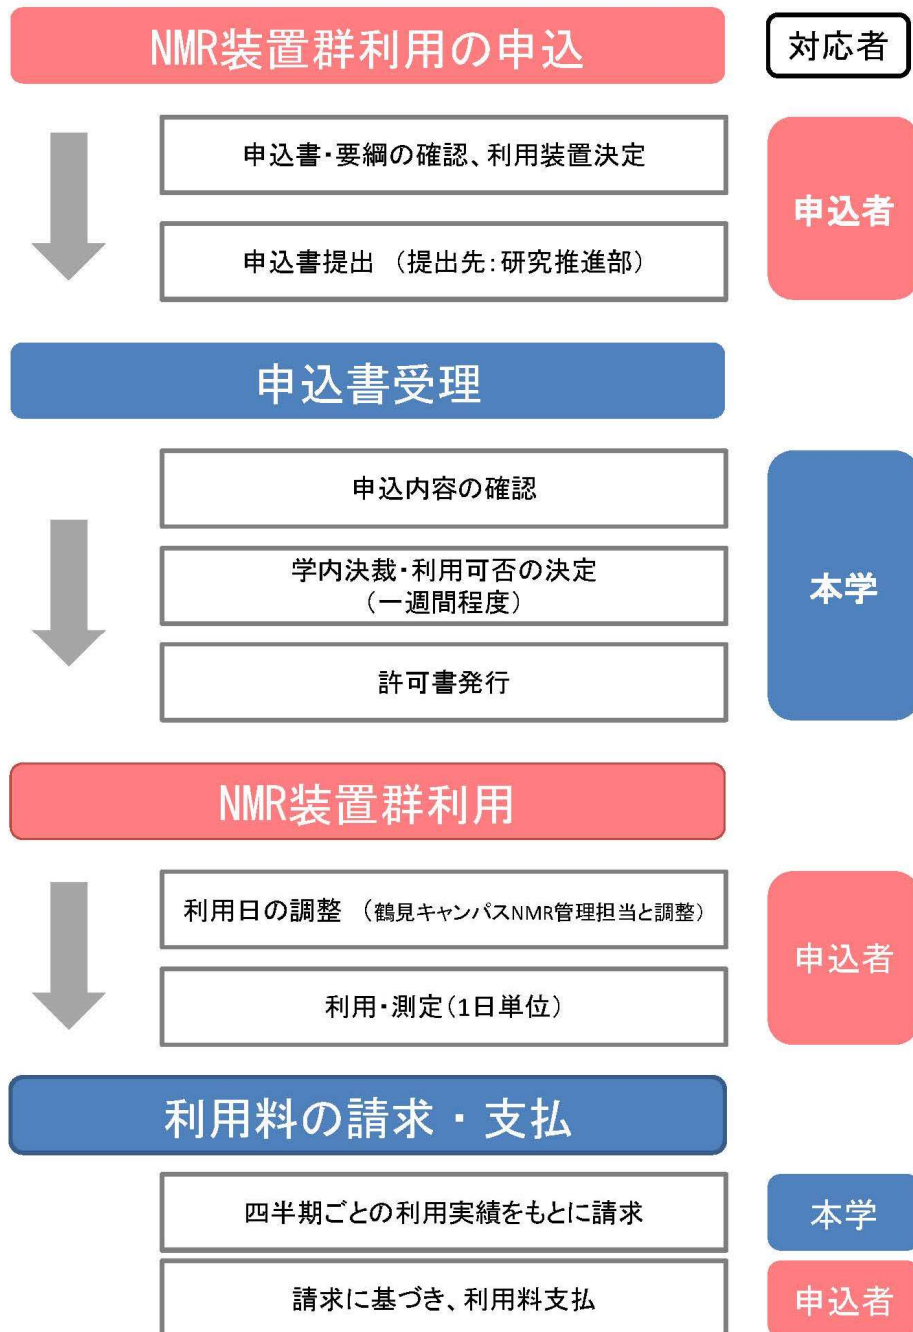 NMR装置群利用の申込
対応者
申込書・要綱の確認、利用装置決定
申込者
申込書提出 （提出先：研究推進部）
申込書受理
申込内容の確認
学内決裁・利用可否の決定
（一週間程度）
本学
許可書発行
NMR装置群利用
利用日の調整 （鶴見キャンパスNMR管理担当と調整）
申込者
利用・測定（1日単位）
利用料の請求・支払
四半期ごとの利用実績をもとに請求
本学
請求に基づき、利用料支払
申込者